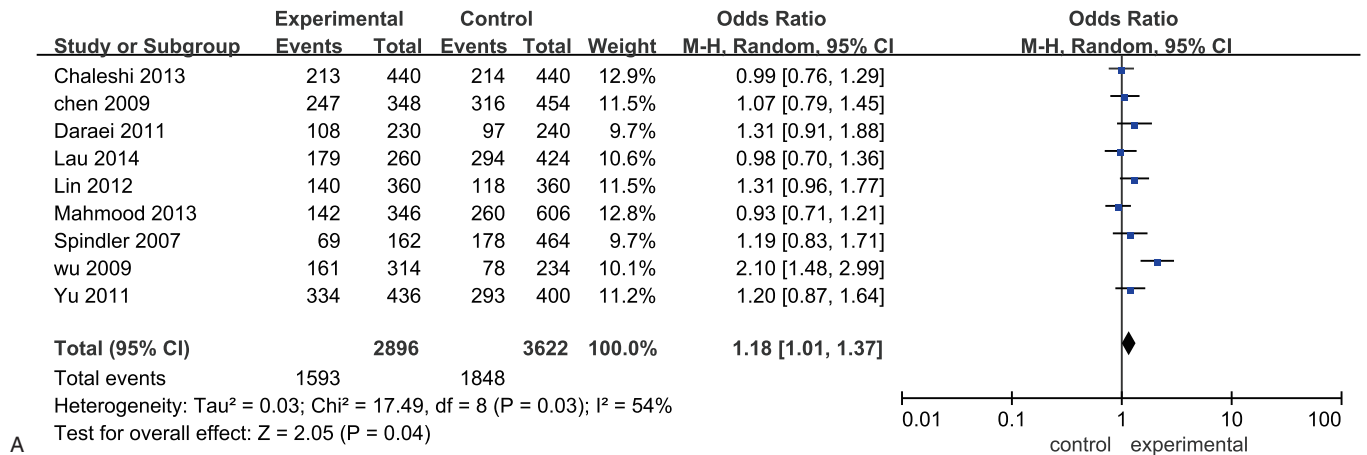 Experimental Control Odds Ratio Odds Ratio
Study or Subgroup Events Total Events Total Weight M-H, Random, 95% CI M-H, Random, 95% CI
Chaleshi 2013 213 440 214 440 12.9% 0.99 [0.76, 1.29]
chen 2009 247 348 316 454 11.5% 1.07 [0.79, 1.45]
Daraei 2011 108 230 97 240 9.7% 1.31 [0.91, 1.88]
Lau 2014 179 260 294 424 10.6% 0.98 [0.70, 1.36]
Lin 2012 140 360 118 360 11.5% 1.31 [0.96, 1.77]
Mahmood 2013 142 346 260 606 12.8% 0.93 [0.71, 1.21]
Spindler 2007 69 162 178 464 9.7% 1.19 [0.83, 1.71]
wu 2009 161 314 78 234 10.1% 2.10 [1.48, 2.99]
Yu 2011 334 436 293 400 11.2% 1.20 [0.87, 1.64]
Total (95% CI) 2896 3622 100.0% 1.18 [1.01, 1.37]
Total events 1593 1848
Heterogeneity: Tau² = 0.03; Chi² = 17.49, df = 8 (P = 0.03); I² = 54%
Test for overall effect: Z = 2.05 (P = 0.04)
0.01 0.1 1 10 100
control experimental
A